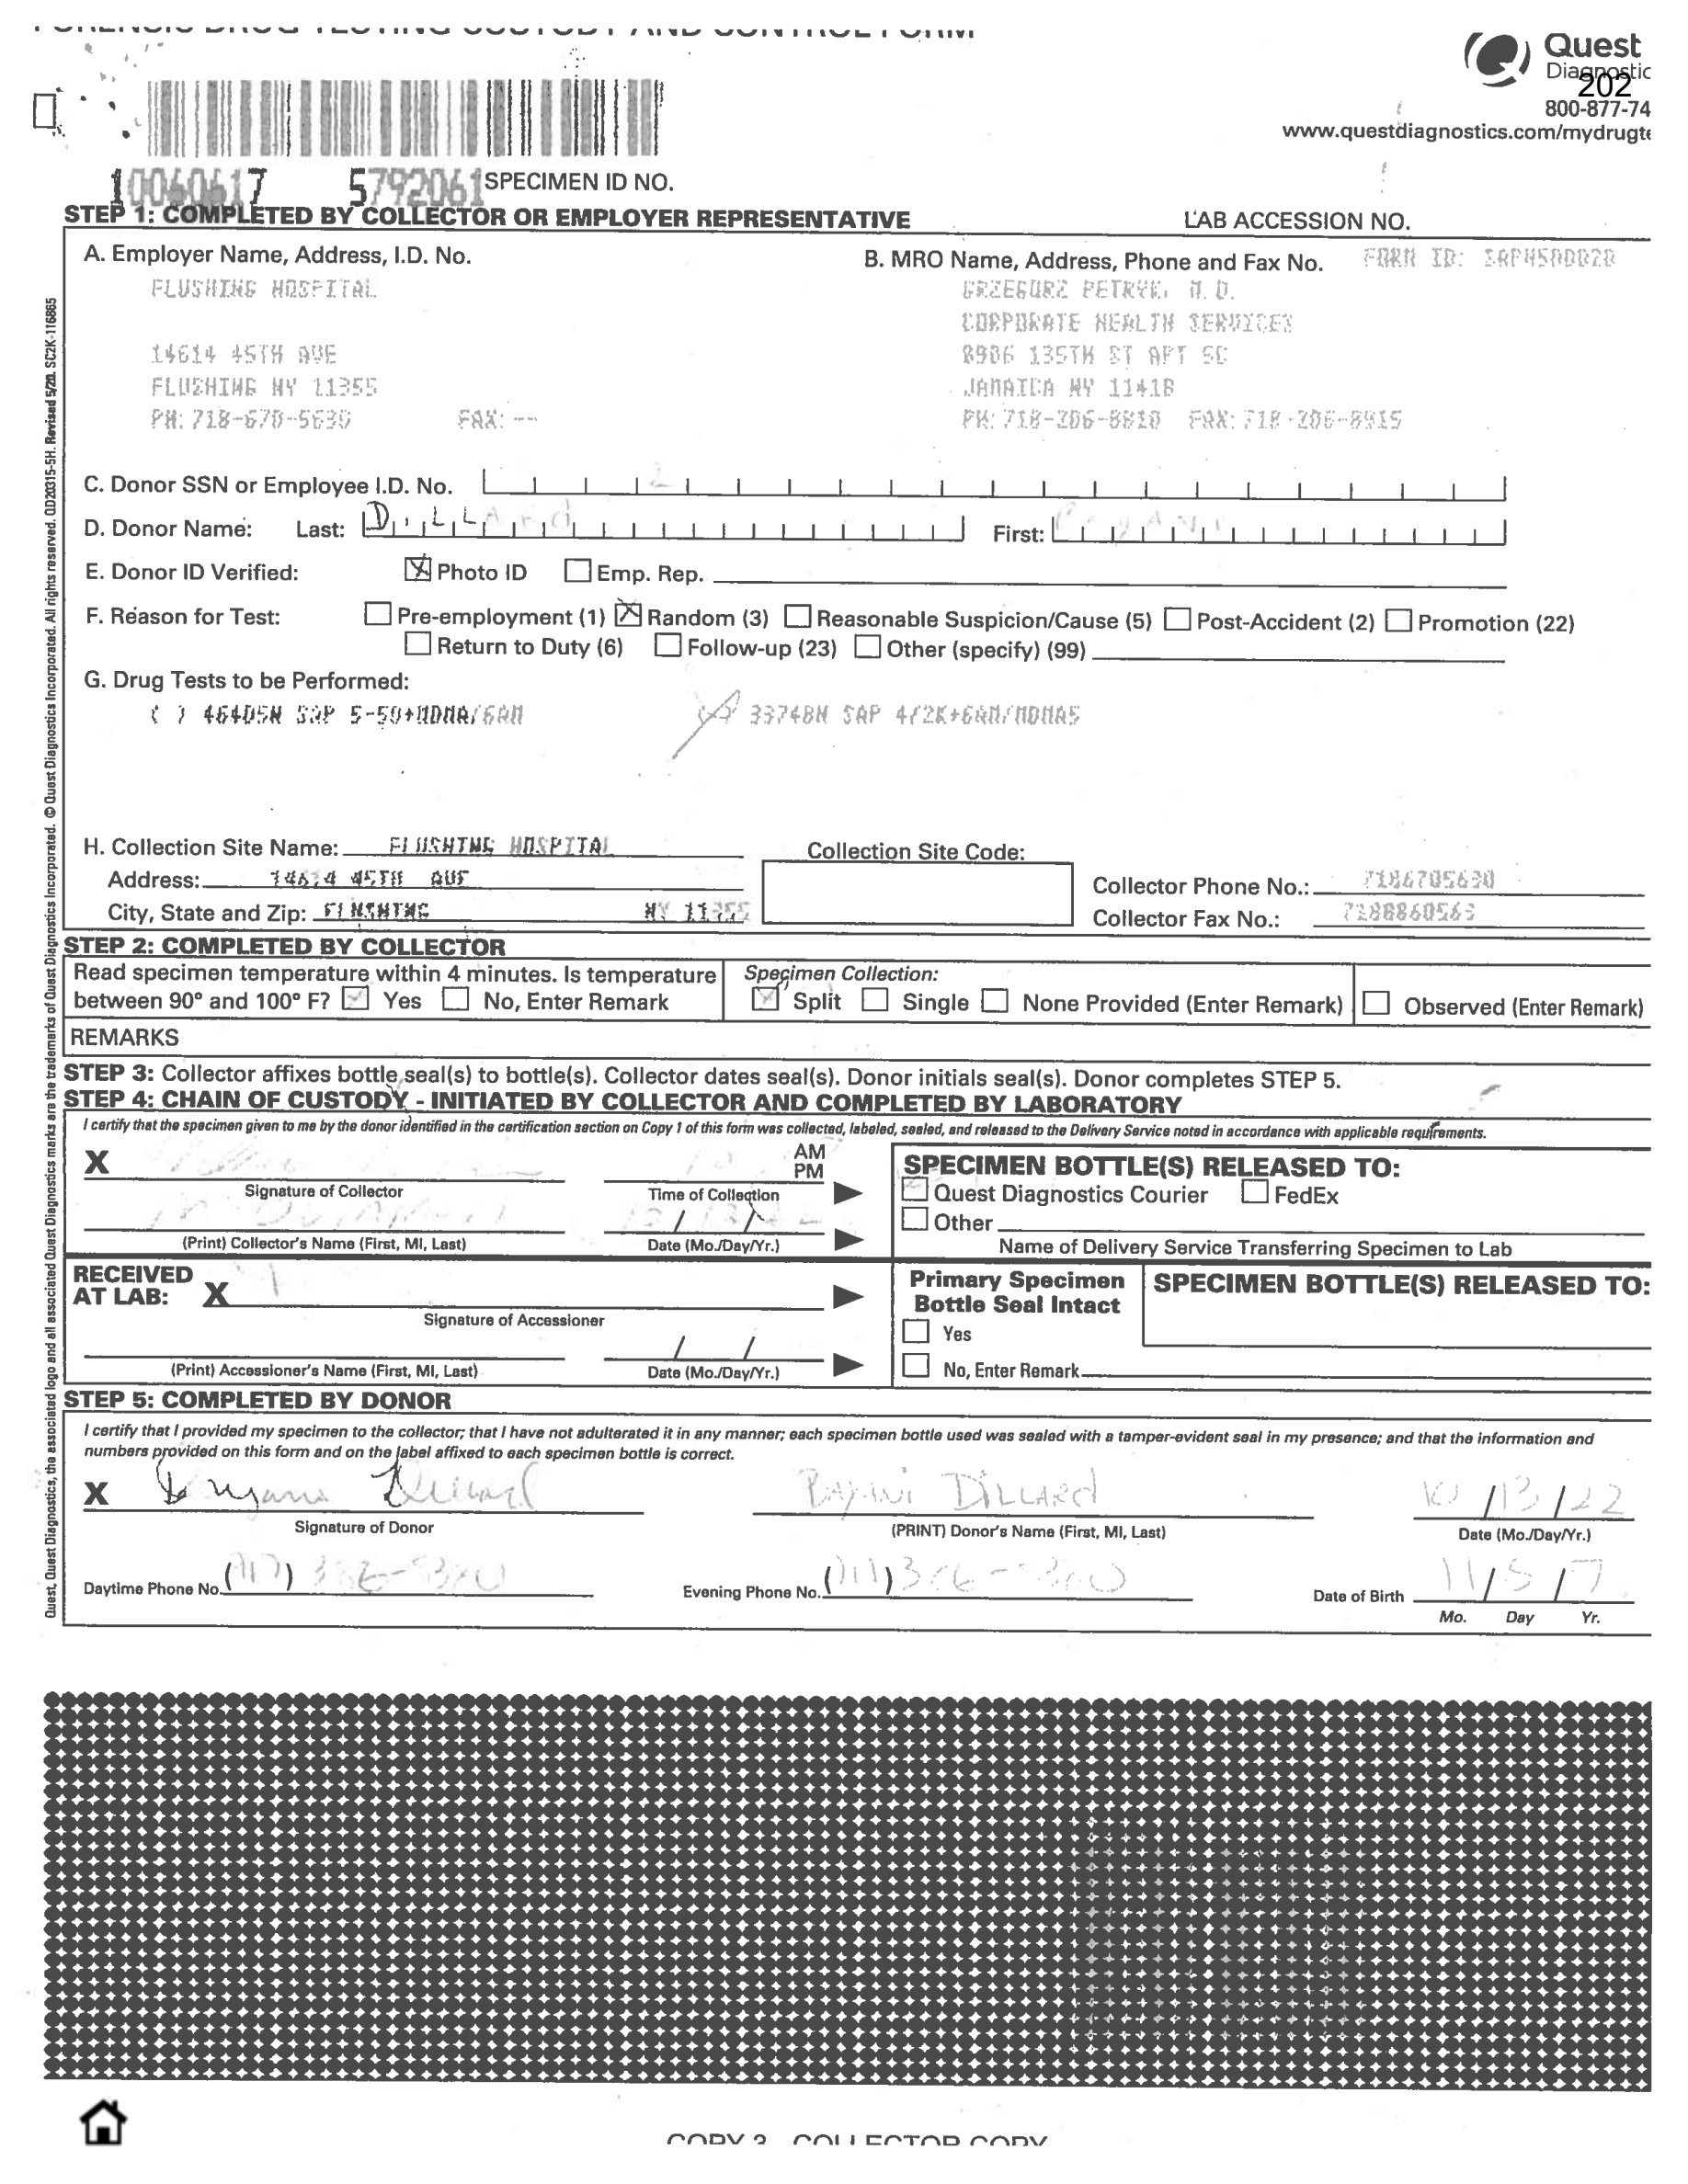 FORENSIC DRUG TESTING CUSTODY AND CONTROL FORM
Quest
Diagnostic
202
800-877-74
www.questdiagnostics.com/mydrugte
10060617 5792061 SPECIMEN ID NO.
STEP 1: COMPLETED BY COLLECTOR OR EMPLOYER REPRESENTATIVE
LAB ACCESSION NO.
A. Employer Name, Address, I.D. No.
B. MRO Name, Address, Phone and Fax No.
FORM ID:
FLUSHING HOSPITAL
GRZEGORZ PETRYK, M.D.
CORPORATE HEALTH SERVICES
14614 45TH AVE
8906 135TH ST APT 5C
FLUSHING NY 11355
JAMAICA NY 11418
PH: 718-670-5630 FAX: --
PH: 718-206-8810 FAX: 718-206-8915
C. Donor SSN or Employee I.D. No.
D. Donor Name: Last: DILLARD First:
E. Donor ID Verified: Photo ID Emp. Rep.
F. Reason for Test: Pre-employment (1) Random (3) Reasonable Suspicion/Cause (5) Post-Accident (2) Promotion (22)
Return to Duty (6) Follow-up (23) Other (specify) (99)
G. Drug Tests to be Performed:
( ) 46405N SAP 5-50+MDMA/6AM 33748N SAP 4/2K+6AM/MDMA5
H. Collection Site Name: FLUSHING HOSPITAL Collection Site Code:
Address: 14614 45TH AVE
Collector Phone No.: 7186705630
City, State and Zip: FLUSHING NY 11355
Collector Fax No.: 7188860563
STEP 2: COMPLETED BY COLLECTOR
Read specimen temperature within 4 minutes. Is temperature
between 90° and 100° F? Yes No, Enter Remark
Specimen Collection:
Split Single None Provided (Enter Remark) Observed (Enter Remark)
REMARKS
STEP 3: Collector affixes bottle seal(s) to bottle(s). Collector dates seal(s). Donor initials seal(s). Donor completes STEP 5.
STEP 4: CHAIN OF CUSTODY - INITIATED BY COLLECTOR AND COMPLETED BY LABORATORY
I certify that the specimen given to me by the donor identified in the certification section on Copy 1 of this form was collected, labeled, sealed, and released to the Delivery Service noted in accordance with applicable requirements.
X
AM
PM
Signature of Collector
Time of Collection
(Print) Collector's Name (First, MI, Last)
Date (Mo./Day/Yr.)
SPECIMEN BOTTLE(S) RELEASED TO:
Quest Diagnostics Courier FedEx
Other
Name of Delivery Service Transferring Specimen to Lab
RECEIVED
AT LAB: X
Signature of Accessioner
(Print) Accessioner's Name (First, MI, Last)
Date (Mo./Day/Yr.)
Primary Specimen
Bottle Seal Intact
Yes
No, Enter Remark
SPECIMEN BOTTLE(S) RELEASED TO:
STEP 5: COMPLETED BY DONOR
I certify that I provided my specimen to the collector; that I have not adulterated it in any manner; each specimen bottle used was sealed with a tamper-evident seal in my presence; and that the information and
numbers provided on this form and on the label affixed to each specimen bottle is correct.
X Dillard
DILLARD
10/13/22
Signature of Donor
(PRINT) Donor's Name (First, MI, Last)
Date (Mo./Day/Yr.)
Daytime Phone No.
Evening Phone No.
Date of Birth
Mo. Day Yr.
Quest, Quest Diagnostics, the associated logo and all associated Quest Diagnostics marks are the trademarks of Quest Diagnostics Incorporated. © Quest Diagnostics Incorporated. All rights reserved. QD20315-5H. Revised 5/20. SC2K-116865
COPY 3 COLLECTOR COPY